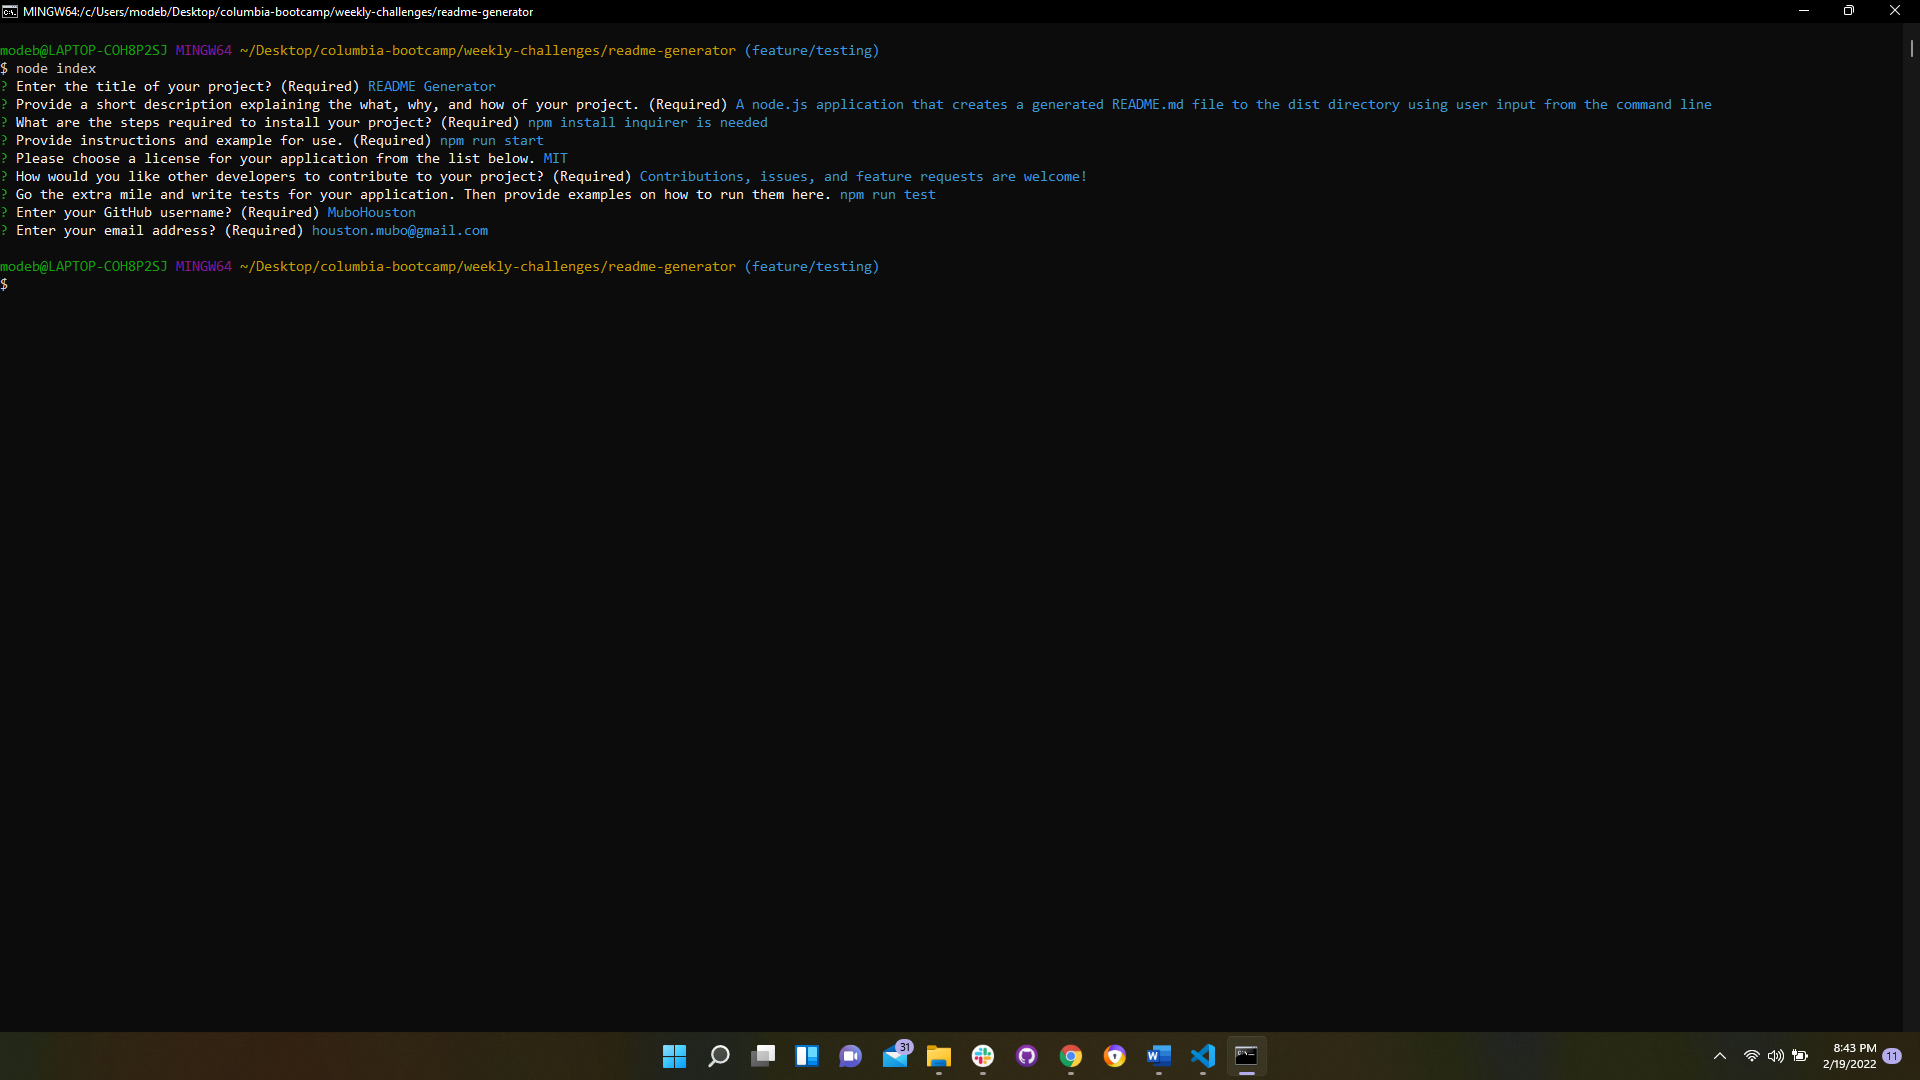 MINGW64:/c/Users/modeb/Desktop/columbia-bootcamp/weekly-challenges/readme-generator
modeb@LAPTOP-COH8P2SJ MINGW64 ~/Desktop/columbia-bootcamp/weekly-challenges/readme-generator (feature/testing)
$ node index
? Enter the title of your project? (Required) README Generator
? Provide a short description explaining the what, why, and how of your project. (Required) A node.js application that creates a generated README.md file to the dist directory using user input from the command line
? What are the steps required to install your project? (Required) npm install inquirer is needed
? Provide instructions and example for use. (Required) npm run start
? Please choose a license for your application from the list below. MIT
? How would you like other developers to contribute to your project? (Required) Contributions, issues, and feature requests are welcome!
? Go the extra mile and write tests for your application. Then provide examples on how to run them here. npm run test
? Enter your GitHub username? (Required) MuboHouston
? Enter your email address? (Required) houston.mubo@gmail.com
modeb@LAPTOP-COH8P2SJ MINGW64 ~/Desktop/columbia-bootcamp/weekly-challenges/readme-generator (feature/testing)
$
31
8:43 PM
2/19/2022
11